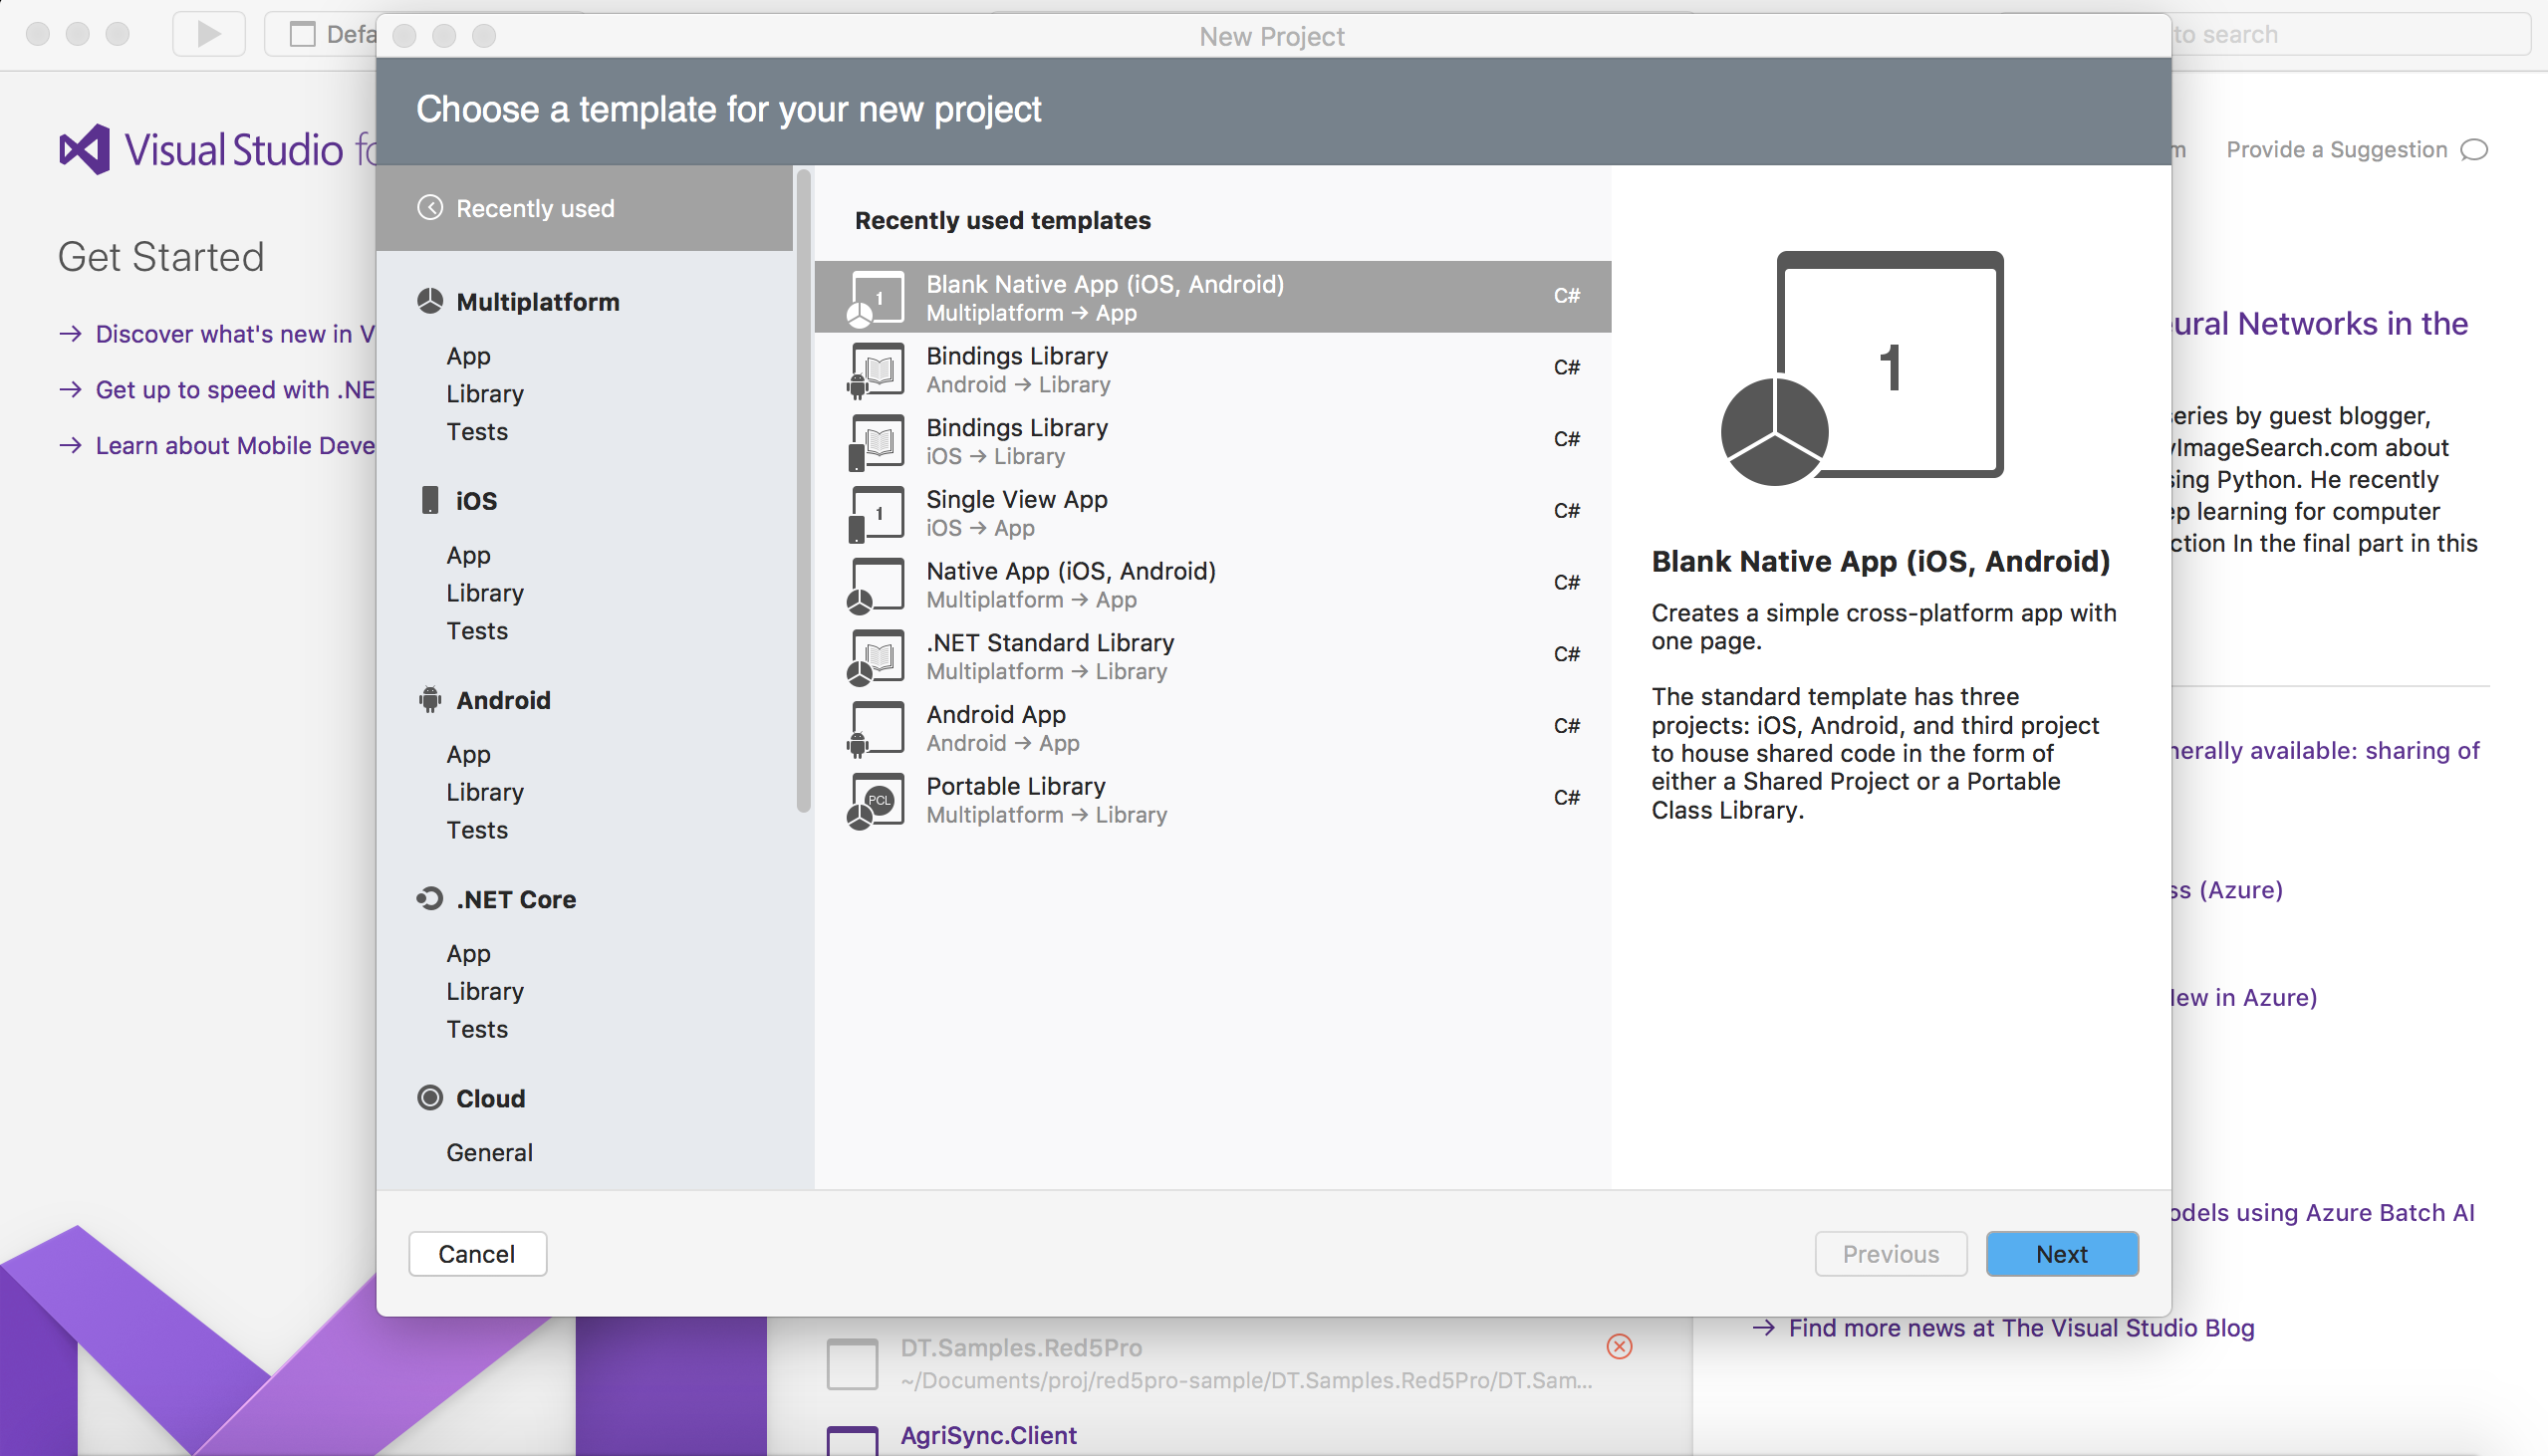 Defa
New Project
to search
Choose a template for your new project
Visual Studio fo
Provide a Suggestion
Get Started
Discover what's new in V
Get up to speed with .NE
Learn about Mobile Deve
Recently used
Multiplatform
App
Library
Tests
iOS
App
Library
Tests
Android
App
Library
Tests
.NET Core
App
Library
Tests
Cloud
General
Recently used templates
1
Blank Native App (iOS, Android)
Multiplatform → App
C#
Bindings Library
Android → Library
C#
Bindings Library
iOS → Library
C#
1
Single View App
iOS → App
C#
Native App (iOS, Android)
Multiplatform → App
C#
.NET Standard Library
Multiplatform → Library
C#
Android App
Android → App
C#
PCL
Portable Library
Multiplatform → Library
C#
1
Blank Native App (iOS, Android)
Creates a simple cross-platform app with
one page.
The standard template has three
projects: iOS, Android, and third project
to house shared code in the form of
either a Shared Project or a Portable
Class Library.
Cancel
Previous
Next
ural Networks in the
eries by guest blogger,
yImageSearch.com about
sing Python. He recently
ep learning for computer
ction In the final part in this
nerally available: sharing of
ss (Azure)
lew in Azure)
odels using Azure Batch AI
Find more news at The Visual Studio Blog
DT.Samples.Red5Pro
~/Documents/proj/red5pro-sample/DT.Samples.Red5Pro/DT.Sam...
AgriSync.Client